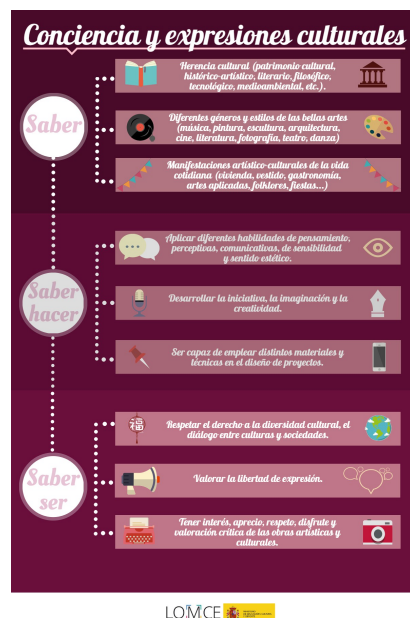 Conciencia y expresiones culturales
Saber
Herencia cultural (patrimonio cultural,
histórico-artístico, literario, filosófico,
tecnológico, medioambiental, etc.).
Diferentes géneros y estilos de las bellas artes
(música, pintura, escultura, arquitectura,
cine, literatura, fotografía, teatro, danza)
Manifestaciones artístico-culturales de la vida
cotidiana (vivienda, vestido, gastronomía,
artes aplicadas, folklores, fiestas...)
Saber
hacer
Aplicar diferentes habilidades de pensamiento,
perceptivas, comunicativas, de sensibilidad
y sentido estético.
Desarrollar la iniciativa, la imaginación y la
creatividad.
Ser capaz de emplear distintos materiales y
técnicas en el diseño de proyectos.
Saber
ser
福
Respetar el derecho a la diversidad cultural, el
diálogo entre culturas y sociedades.
Valorar la libertad de expresión.
Tener interés, aprecio, respeto, disfrute y
valoración crítica de las obras artísticas y
culturales.
LOMCE